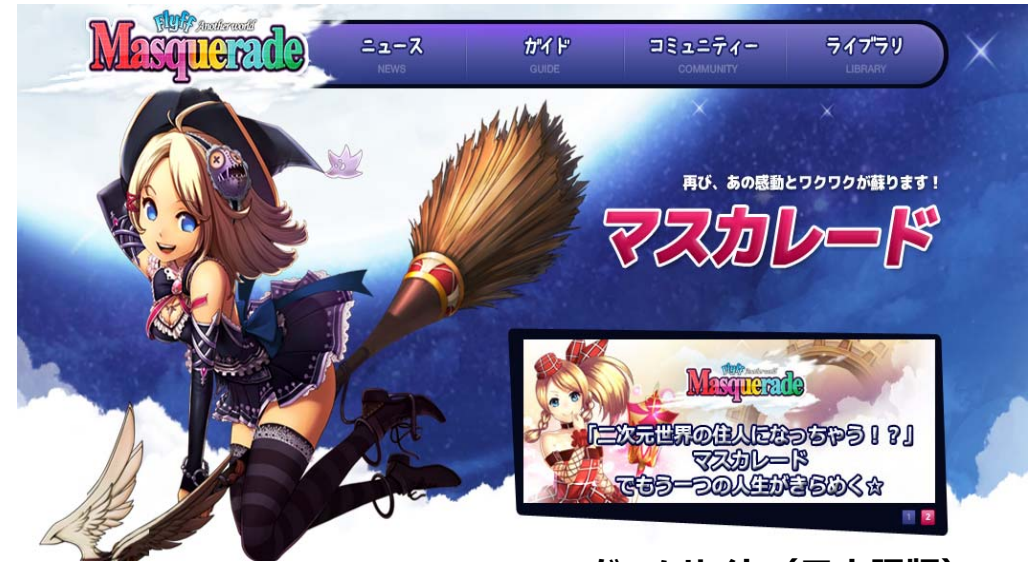 Flyff Anotherworld
Masquerade
ニュース ガイド コミュニティー ライブラリ
NEWS GUIDE COMMUNITY LIBRARY
再び、あの感動とワクワクが蘇ります！
マスカレード
Flyff Anotherworld
Masquerade
「二次元世界の住人になっちゃう！？」
マスカレード
でもう一つの人生がきらめく☆
1 2